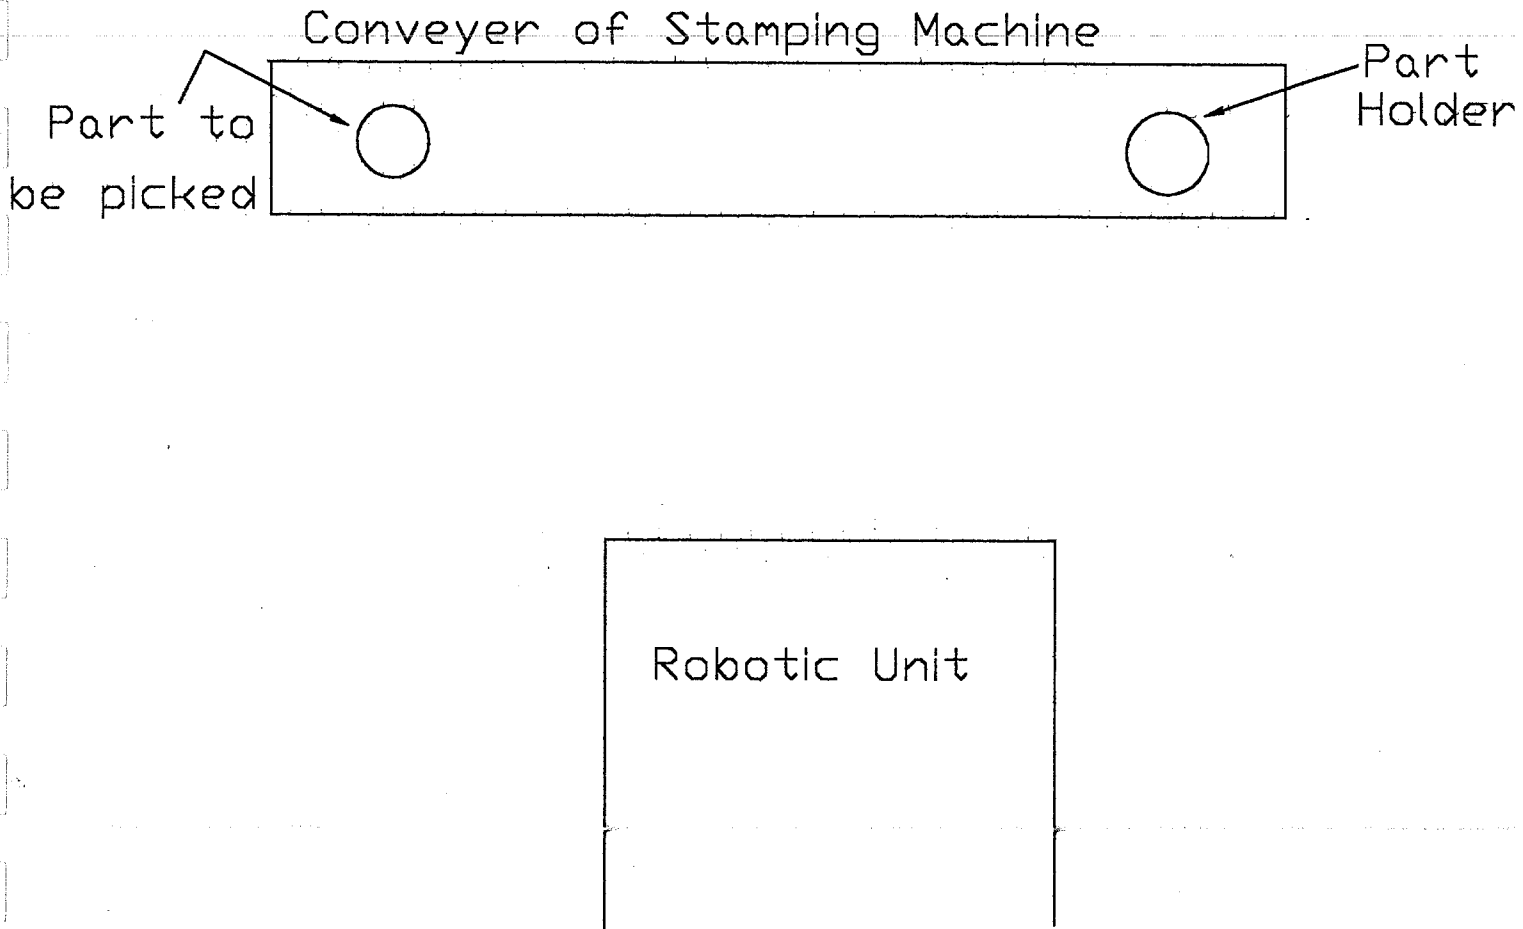 Conveyer of Stamping Machine
Part to
be picked
Part
Holder
Robotic Unit